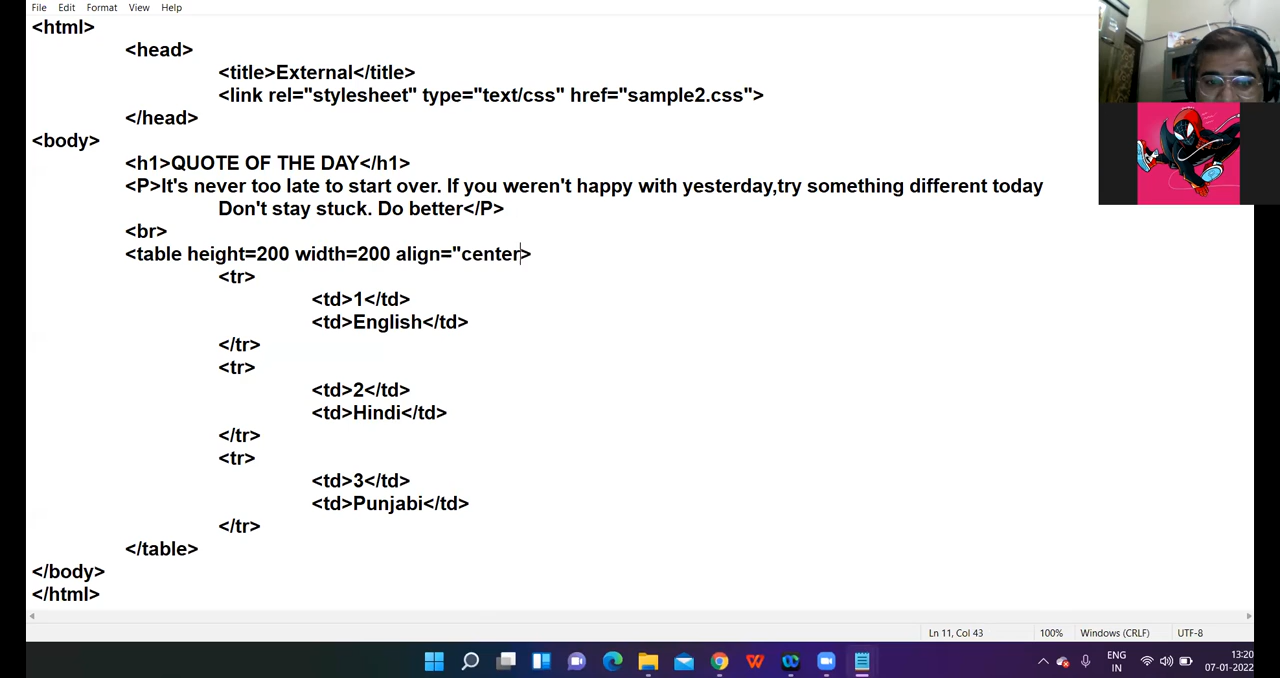 File Edit Format View Help
<html>
<head>
<title>External</title>
<link rel="stylesheet" type="text/css" href="sample2.css">
</head>
<body>
<h1>QUOTE OF THE DAY</h1>
<P>It's never too late to start over. If you weren't happy with yesterday,try something different today
Don't stay stuck. Do better</P>
<br>
<table height=200 width=200 align="center>
<tr>
<td>1</td>
<td>English</td>
</tr>
<tr>
<td>2</td>
<td>Hindi</td>
</tr>
<tr>
<td>3</td>
<td>Punjabi</td>
</tr>
</table>
</body>
</html>
Ln 11, Col 43 100% Windows (CRLF) UTF-8
ENG 13:20
IN 07-01-2022